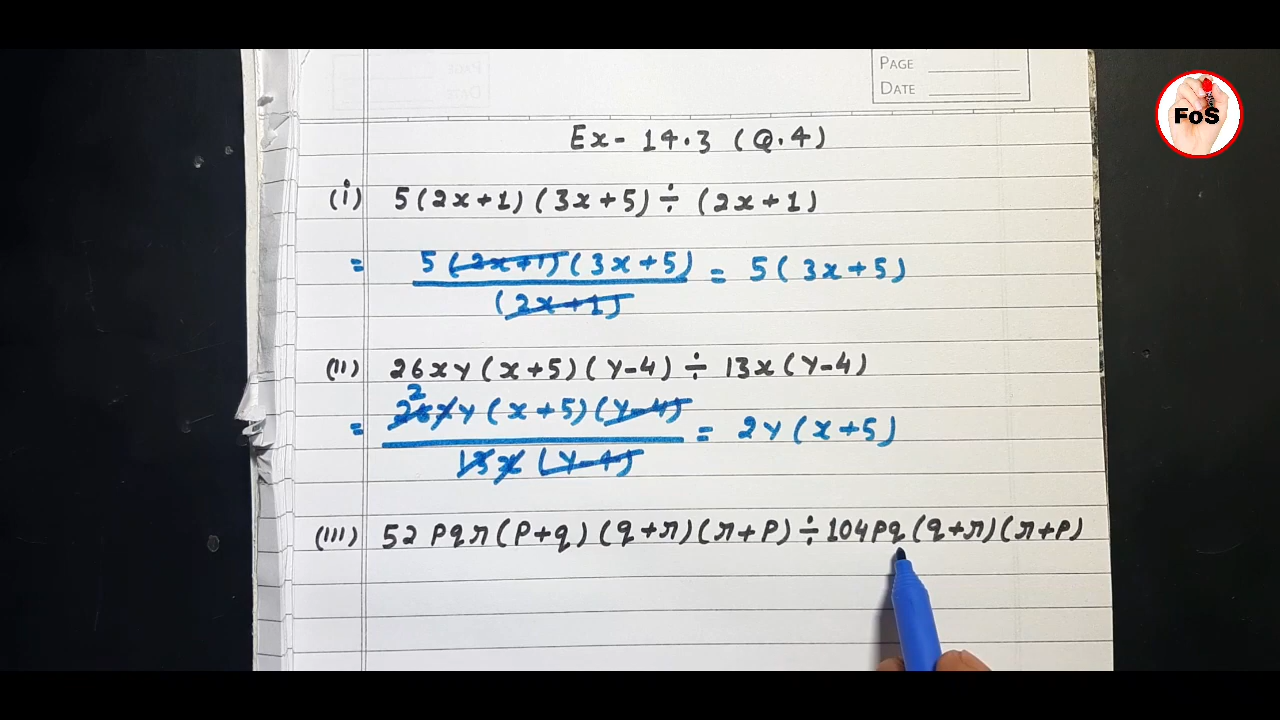 PAGE
DATE
FoS
Ex- 14.3 (Q.4)
(i) 5(2x+1)(3x+5) ÷ (2x+1)
= 5(2x+1)(3x+5) = 5(3x+5)
(2x+1)
(ii) 26xy(x+5)(y-4) ÷ 13x(y-4)
2
= 26xy(x+5)(y-4) = 2y(x+5)
13x(y-4)
(iii) 52pqr(p+q)(q+r)(r+p) ÷ 104pq(q+r)(r+p)